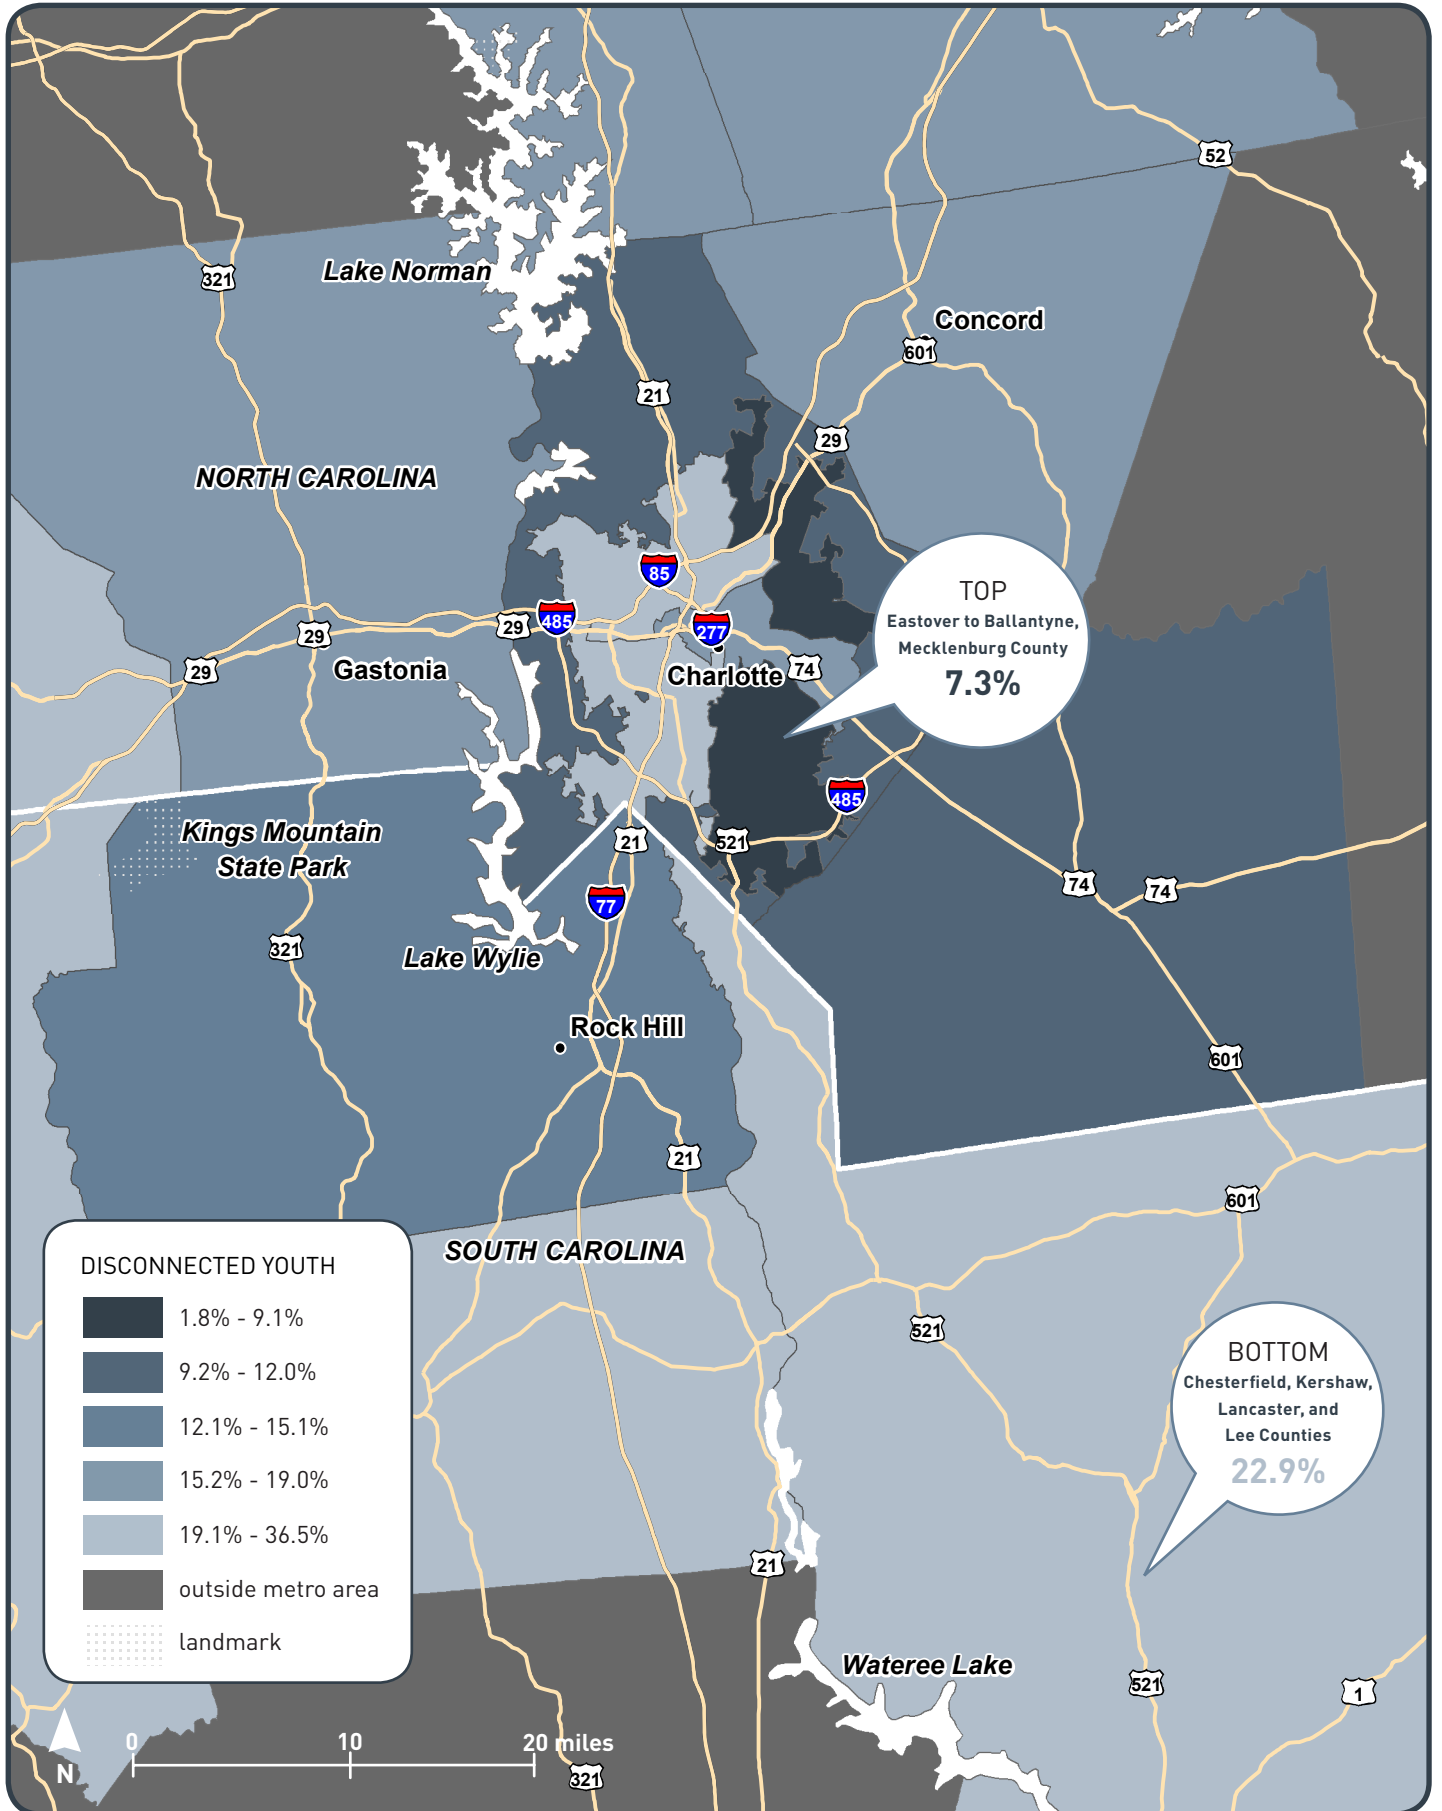 52
321
Lake Norman
Concord
601
21
29
NORTH CAROLINA
85
TOP
Eastover to Ballantyne,
Mecklenburg County
7.3%
485
277
29
29
29
Gastonia
Charlotte
74
485
Kings Mountain
State Park
21
521
77
74
74
321
Lake Wylie
Rock Hill
601
21
601
SOUTH CAROLINA
DISCONNECTED YOUTH
1.8% - 9.1%
9.2% - 12.0%
12.1% - 15.1%
15.2% - 19.0%
19.1% - 36.5%
outside metro area
landmark
521
BOTTOM
Chesterfield, Kershaw,
Lancaster, and
Lee Counties
22.9%
21
Wateree Lake
521
1
0 10 20 miles
N
321